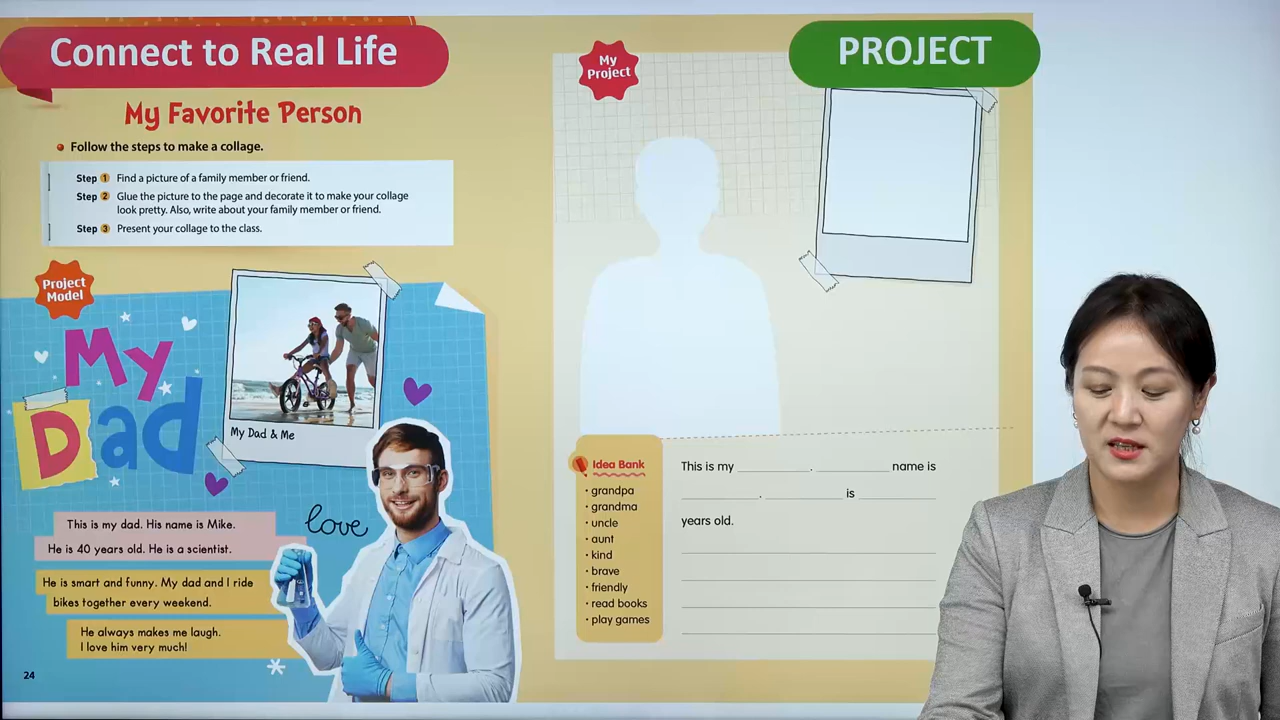 Connect to Real Life
My Favorite Person
Follow the steps to make a collage.
Step 1 Find a picture of a family member or friend.
Step 2 Glue the picture to the page and decorate it to make your collage
look pretty. Also, write about your family member or friend.
Step 3 Present your collage to the class.
Project
Model
My
Dad
My Dad & Me
love
This is my dad. His name is Mike.
He is 40 years old. He is a scientist.
He is smart and funny. My dad and I ride
bikes together every weekend.
He always makes me laugh.
I love him very much!
24
PROJECT
My
Project
Idea Bank
• grandpa
• grandma
• uncle
• aunt
• kind
• brave
• friendly
• read books
• play games
This is my ____________. ____________ name is
____________. ____________ is ____________
years old.